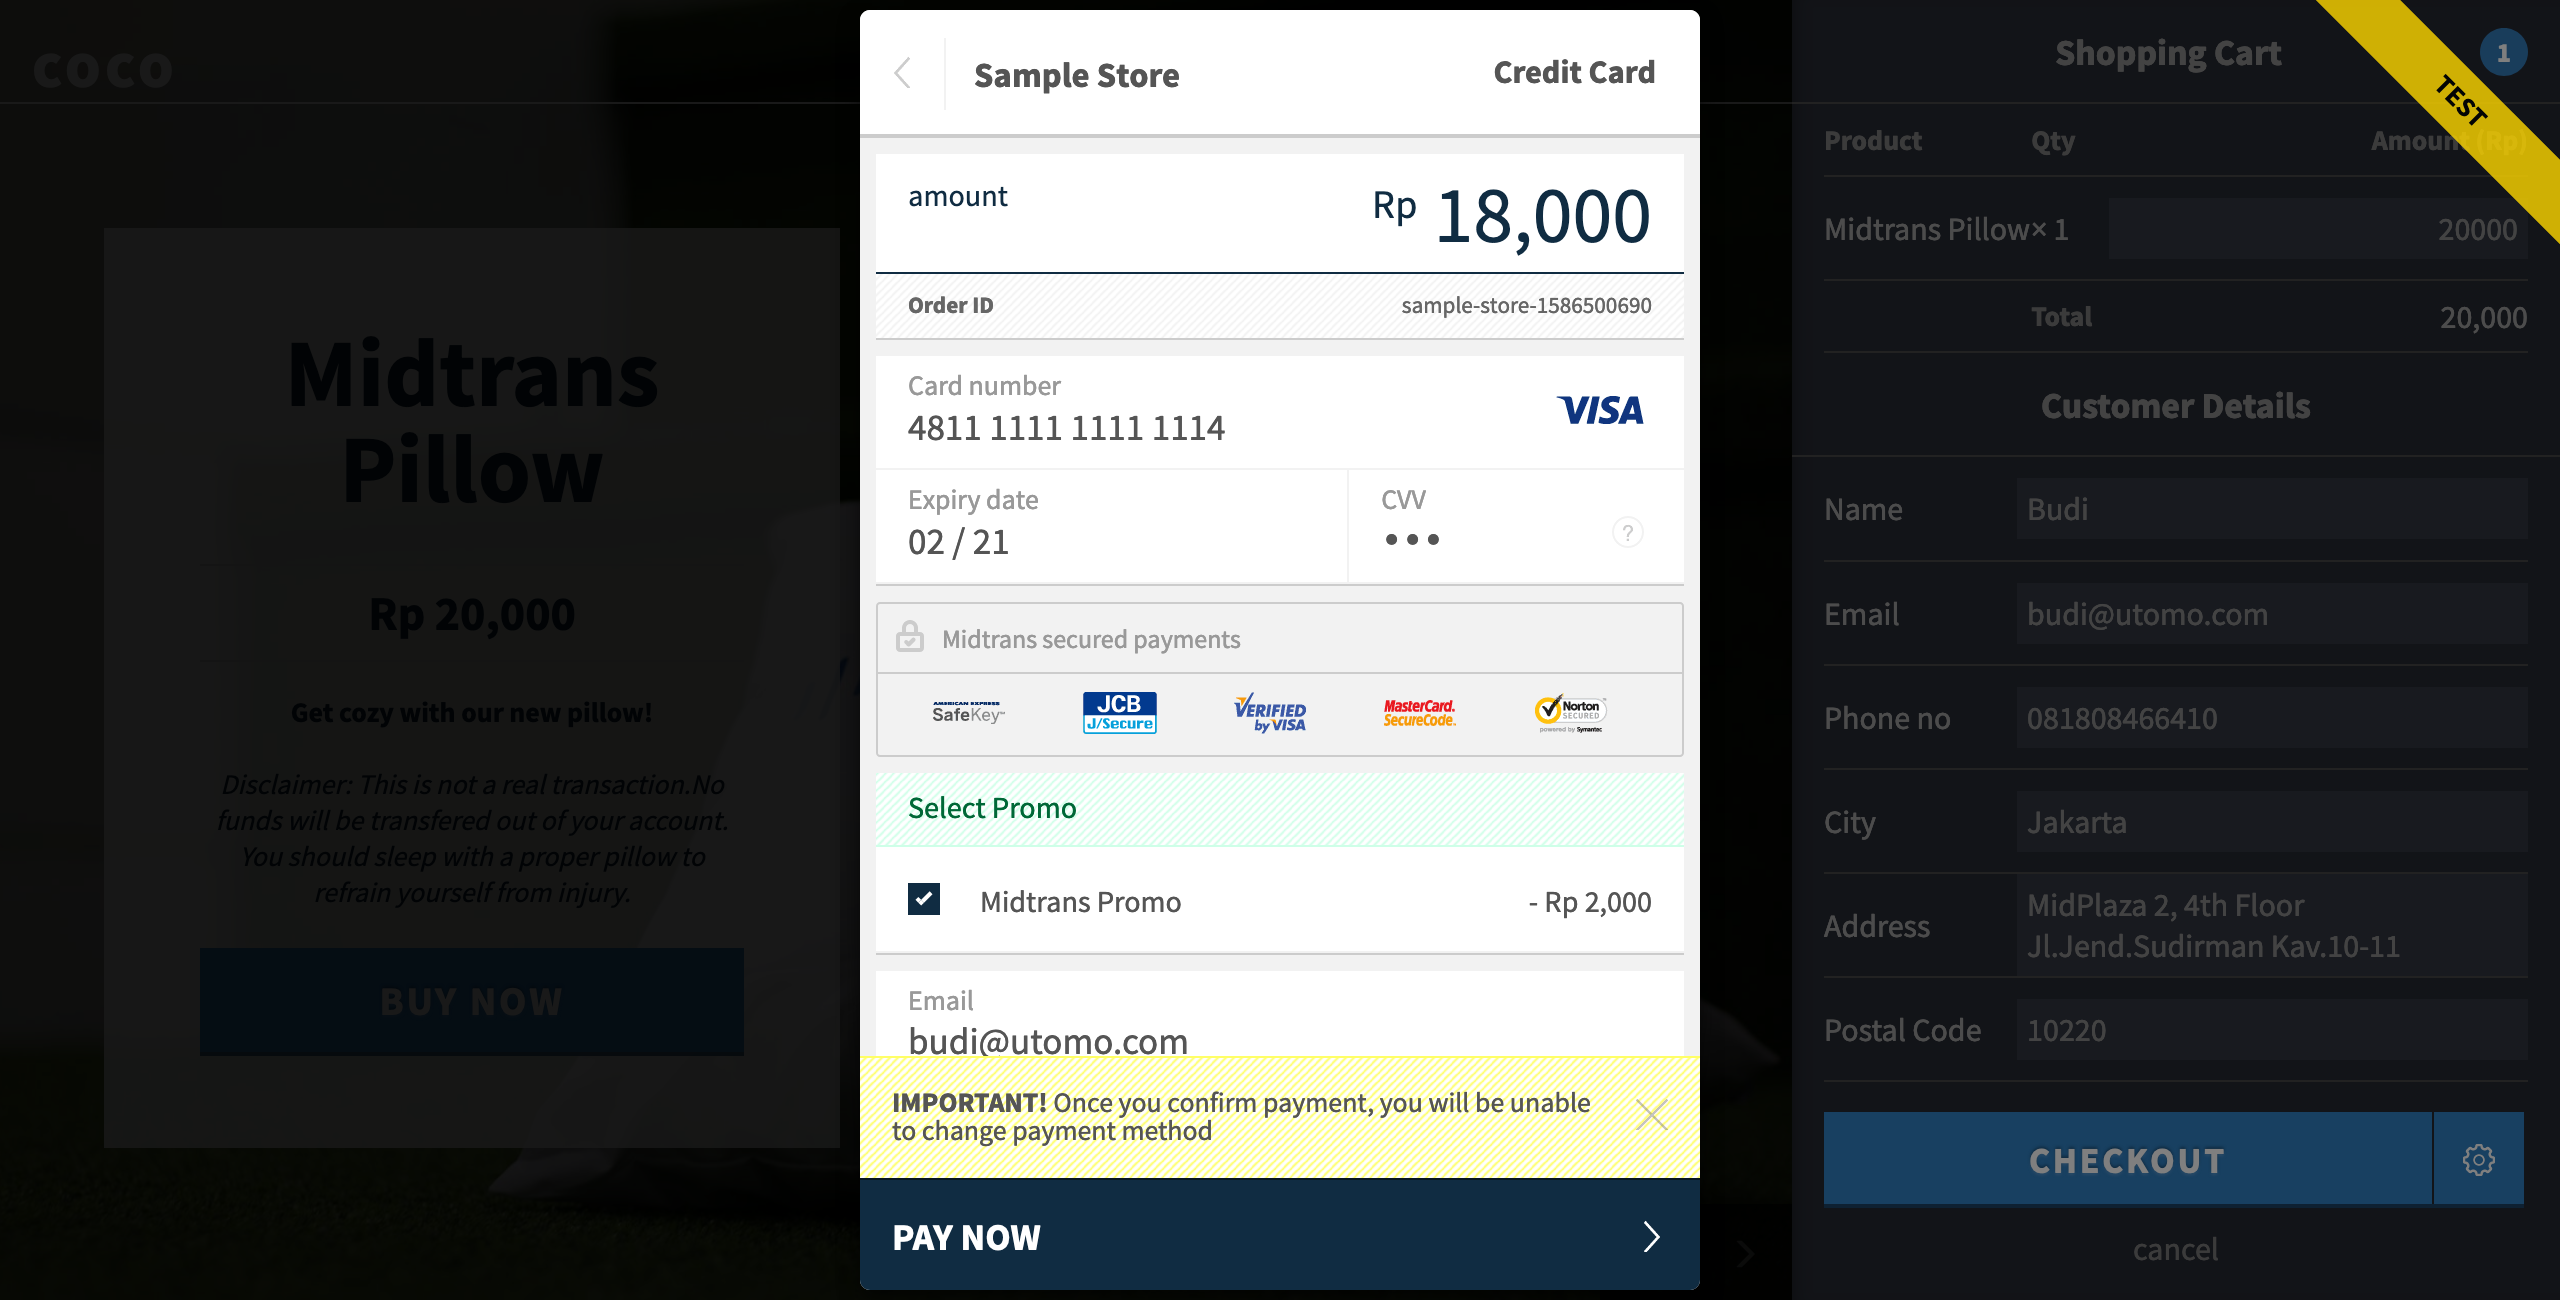 COCO
Midtrans
Pillow
Rp 20,000
Get cozy with our new pillow!
Disclaimer: This is not a real transaction.No
funds will be transfered out of your account.
You should sleep with a proper pillow to
refrain yourself from injury.
BUY NOW
Sample Store
Credit Card
amount
Rp 18,000
Order ID
sample-store-1586500690
Card number
4811 1111 1111 1114
VISA
Expiry date
02 / 21
CVV
?
Midtrans secured payments
AMERICAN EXPRESS
SafeKey
JCB
J/Secure
VERIFIED
by VISA
MasterCard.
SecureCode.
Norton
SECURED
powered by Symantec
Select Promo
Midtrans Promo
- Rp 2,000
Email
budi@utomo.com
IMPORTANT! Once you confirm payment, you will be unable
to change payment method
PAY NOW
Shopping Cart
1
TEST
Product Qty Amount (Rp)
Midtrans Pillow× 1 20000
Total 20,000
Customer Details
Name Budi
Email budi@utomo.com
Phone no 081808466410
City Jakarta
Address
MidPlaza 2, 4th Floor
Jl.Jend.Sudirman Kav.10-11
Postal Code 10220
CHECKOUT
cancel